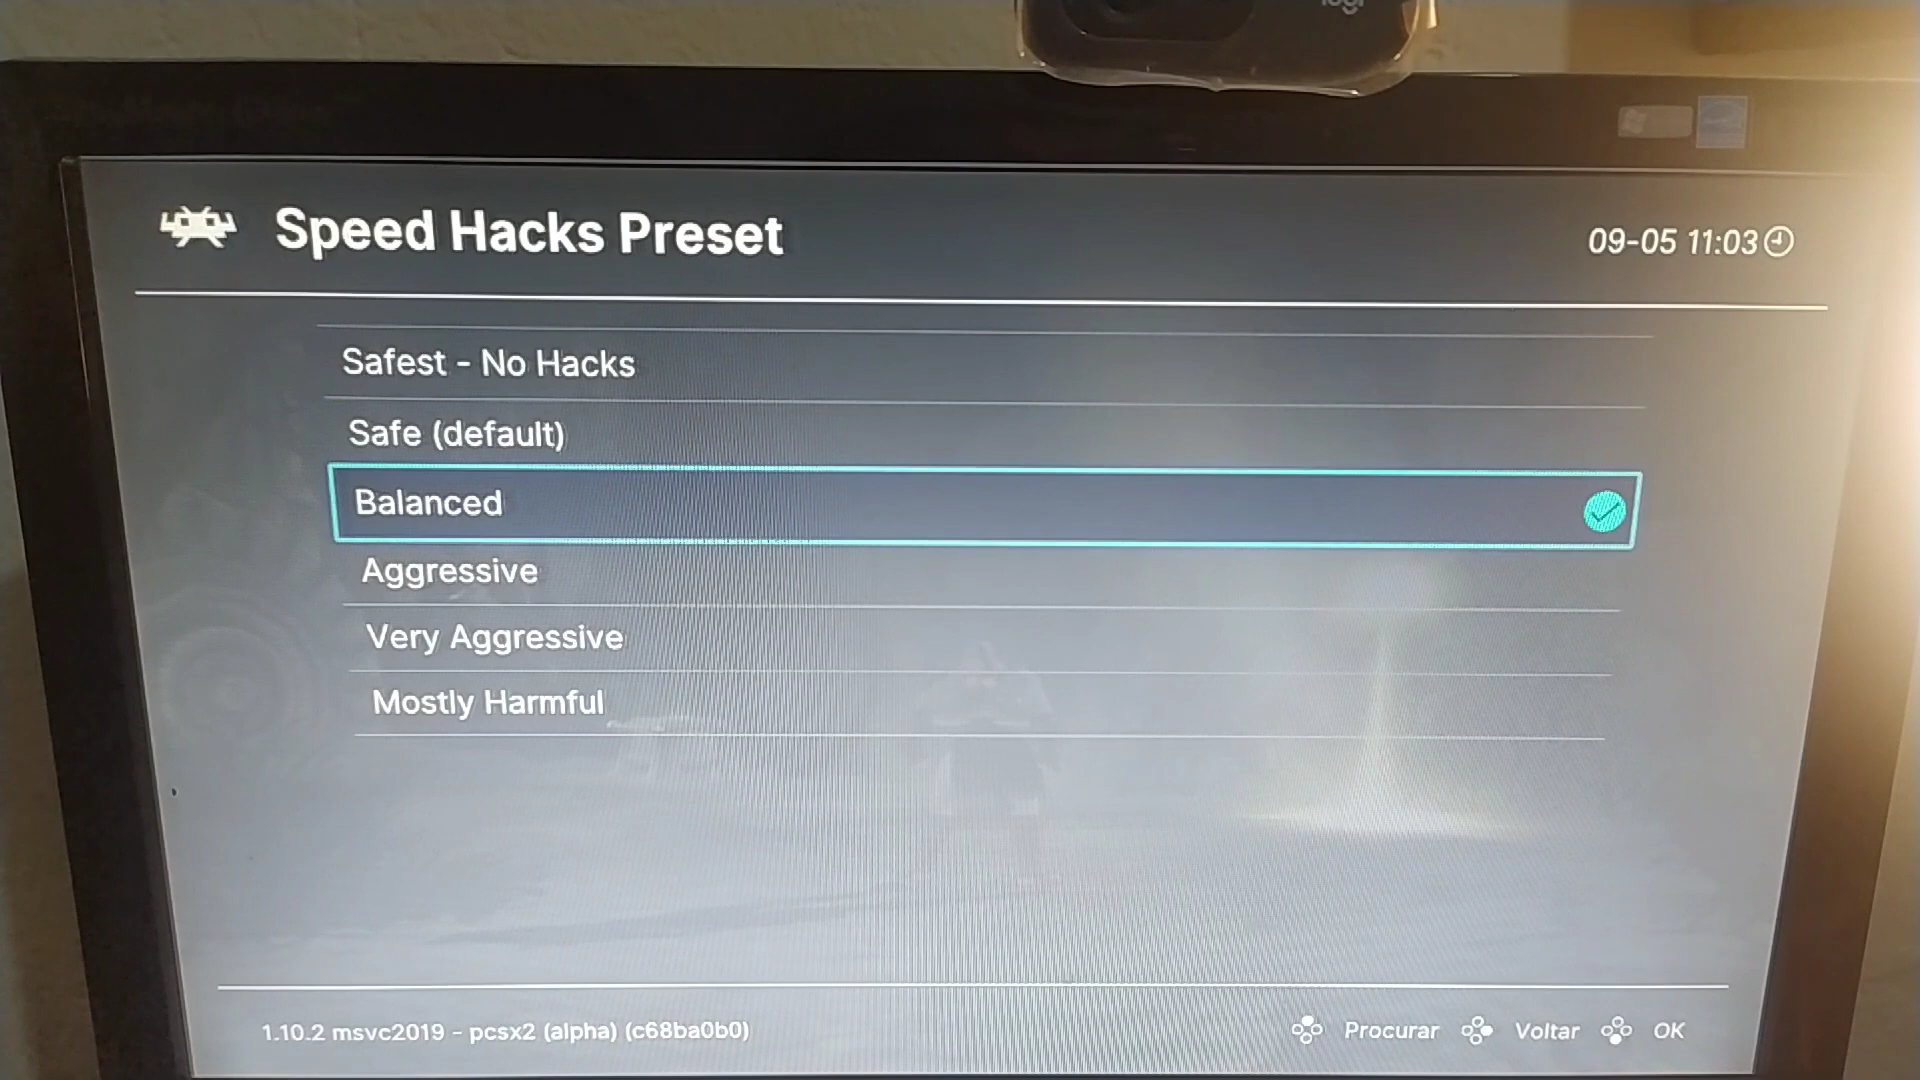 logi
Speed Hacks Preset
09-05 11:03
Safest - No Hacks
Safe (default)
Balanced
Aggressive
Very Aggressive
Mostly Harmful
1.10.2 msvc2019 - pcsx2 (alpha) (c68ba0b0)
Procurar
Voltar
OK